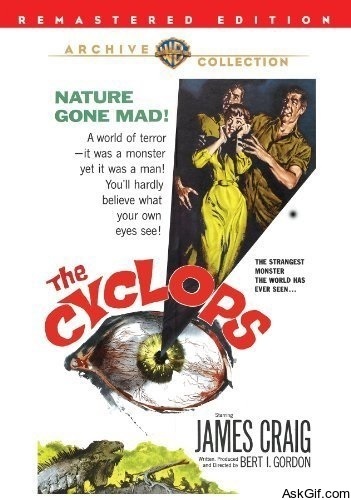 REMASTERED EDITION
ARCHIVE WB COLLECTION
NATURE
GONE MAD!
A world of terror
—it was a monster
yet it was a man!
You'll hardly
believe what
your own
eyes see!
THE STRANGEST
MONSTER
THE WORLD HAS
EVER SEEN...
The
CYCLOPS
Starring
JAMES CRAIG
Written, Produced
and Directed by BERT I. GORDON
AskGif.com